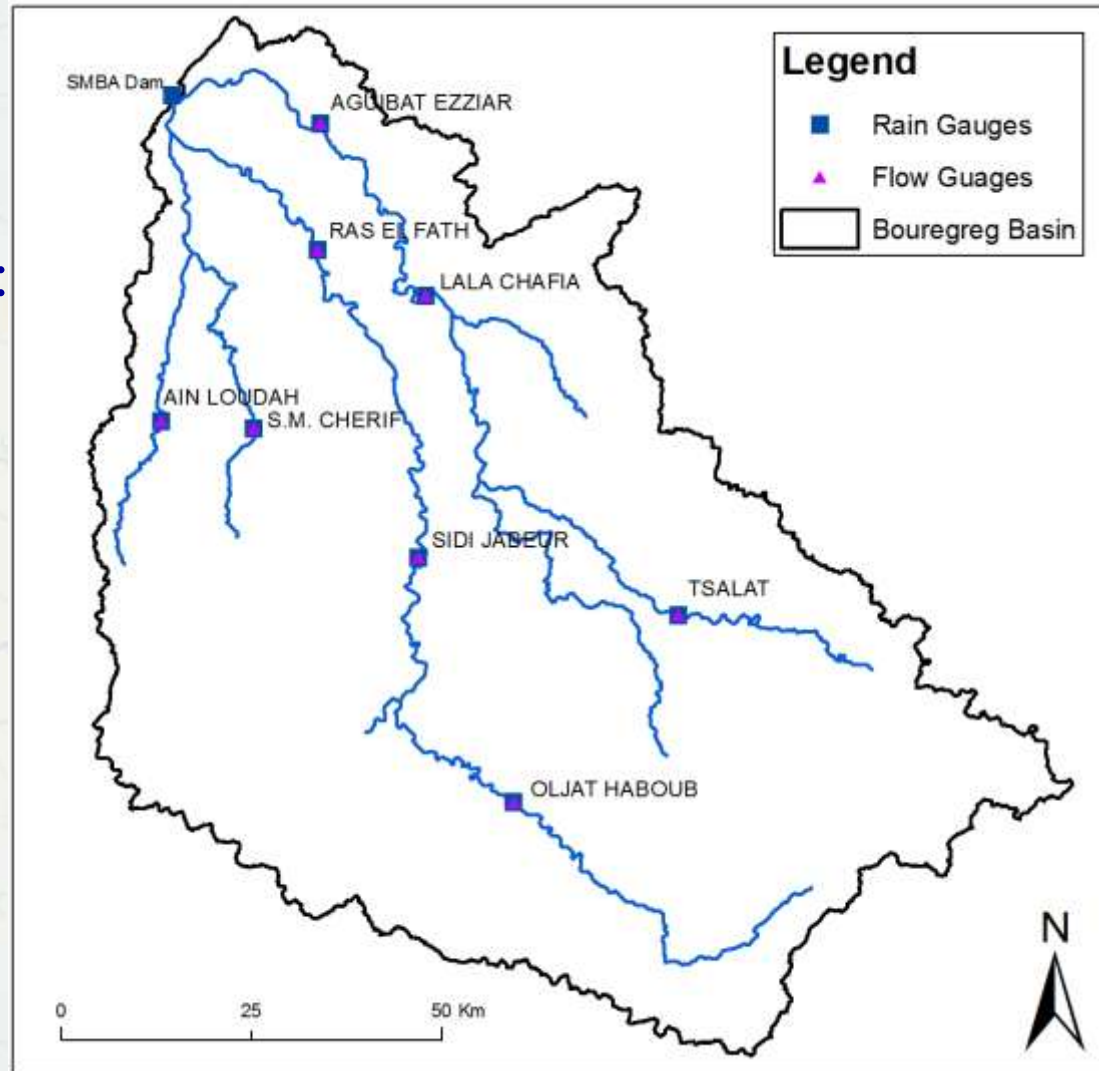 Legend
Rain Gauges
Flow Guages
Bouregreg Basin
SMBA Dam
AGUIBAT EZZIAR
RAS EL FATH
LALA CHAFIA
AIN LOUDAH
S.M. CHERIF
SIDI JABEUR
TSALAT
OLJAT HABOUB
N
0 25 50 Km